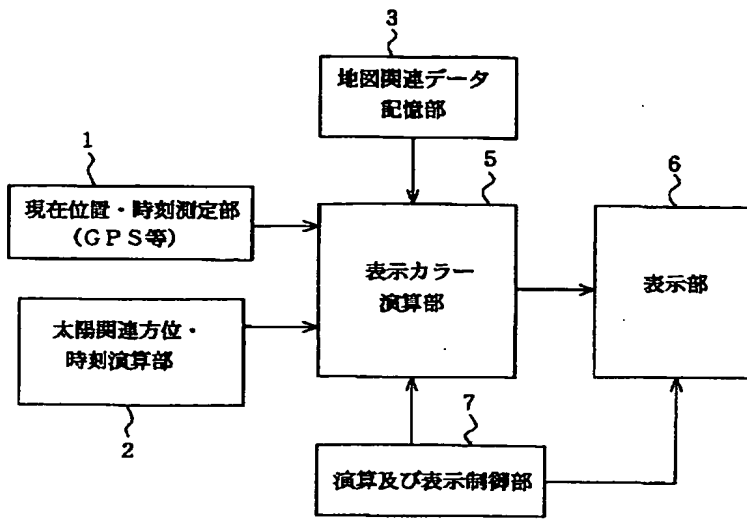 3
地図関連データ
記憶部
1
5
6
現在位置・時刻測定部
(GPS等)
表示カラー
演算部
表示部
太陽関連方位・
時刻演算部
2
7
演算及び表示制御部